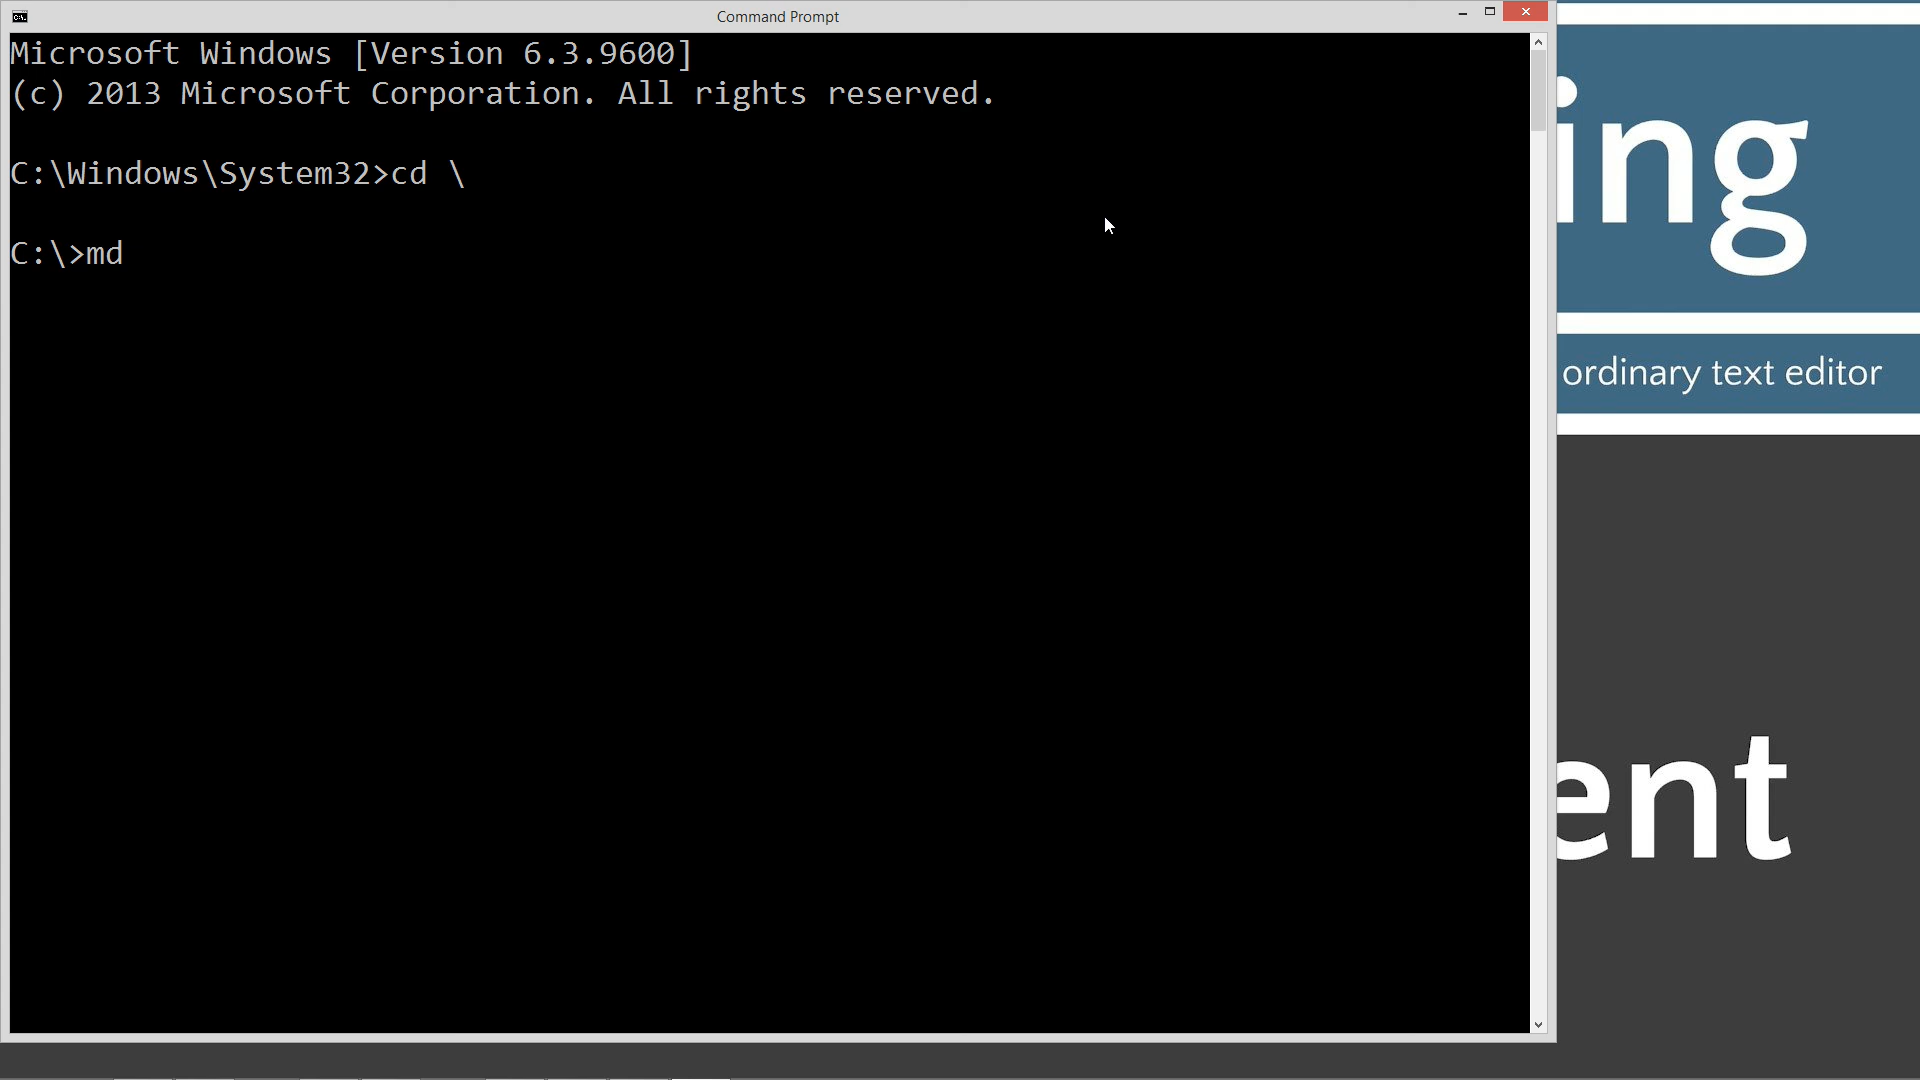 Command Prompt
Microsoft Windows [Version 6.3.9600]
(c) 2013 Microsoft Corporation. All rights reserved.
C:\Windows\System32>cd \
C:\>md
ing
ordinary text editor
ent